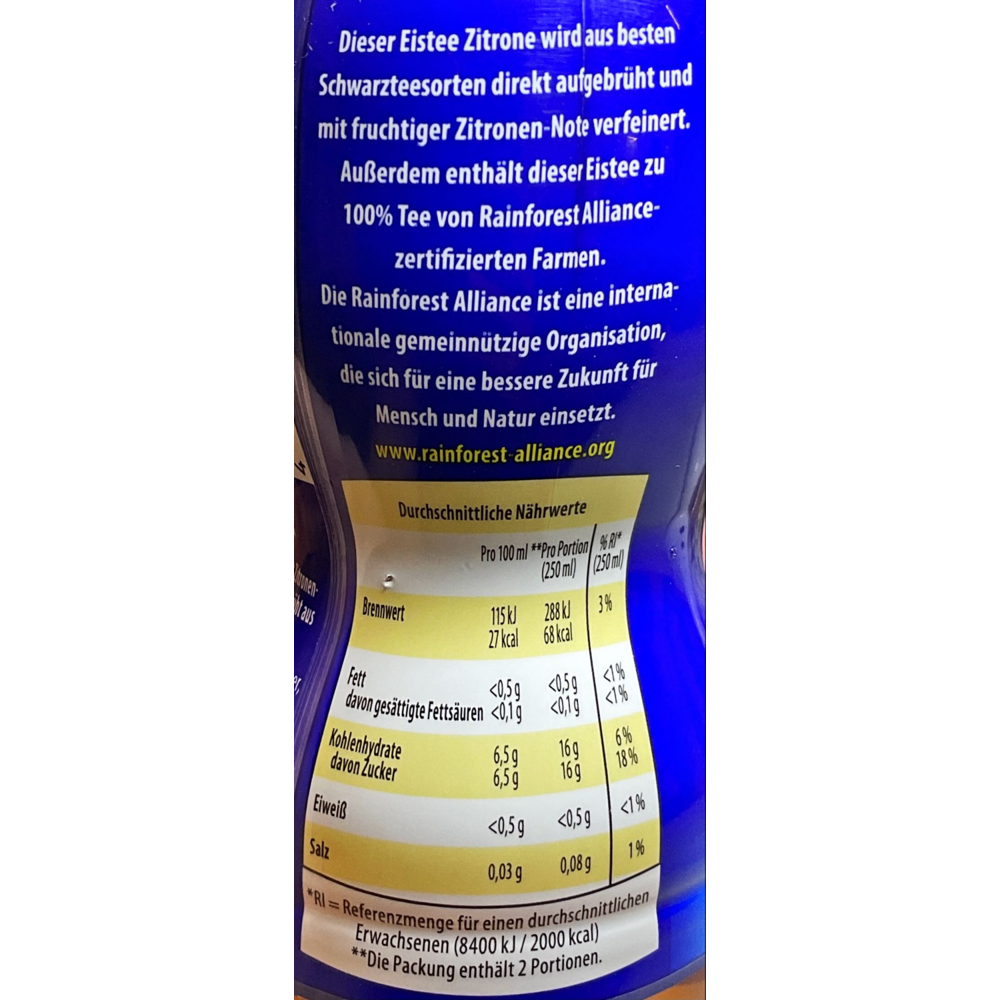 Dieser Eistee Zitrone wird aus besten
Schwarzteesorten direkt aufgebrüht und
mit fruchtiger Zitronen-Note verfeinert.
Außerdem enthält dieser Eistee zu
100% Tee von Rainforest Alliance-
zertifizierten Farmen.
Die Rainforest Alliance ist eine interna-
tionale gemeinnützige Organisation,
die sich für eine bessere Zukunft für
Mensch und Natur einsetzt.
www.rainforest-alliance.org
Durchschnittliche Nährwerte
Pro 100 ml **Pro Portion % RI*
(250 ml) (250 ml)
Brennwert 115 kJ 288 kJ 3%
27 kcal 68 kcal
Fett <0,5 g <0,5 g <1%
davon gesättigte Fettsäuren <0,1 g <0,1 g <1%
Kohlenhydrate 6,5 g 16 g 6%
davon Zucker 6,5 g 16 g 18%
Eiweiß <0,5 g <0,5 g <1%
Salz 0,03 g 0,08 g 1%
*RI = Referenzmenge für einen durchschnittlichen
Erwachsenen (8400 kJ / 2000 kcal)
**Die Packung enthält 2 Portionen.